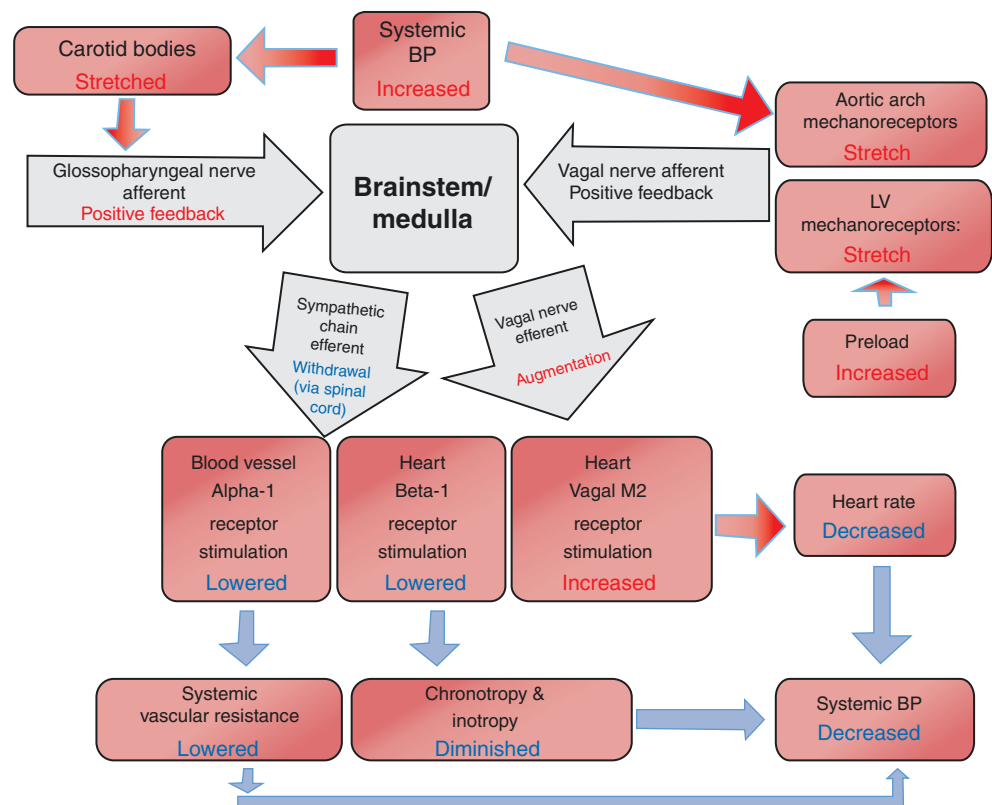 Carotid bodies
Stretched
Systemic
BP
Increased
Aortic arch
mechanoreceptors
Stretch
Glossopharyngeal nerve
afferent
Positive feedback
Brainstem/
medulla
Vagal nerve afferent
Positive feedback
LV
mechanoreceptors:
Stretch
Preload
Increased
Sympathetic
chain
efferent
Withdrawal
(via spinal
cord)
Vagal nerve
efferent
Augmentation
Blood vessel
Alpha-1
receptor
stimulation
Lowered
Heart
Beta-1
receptor
stimulation
Lowered
Heart
Vagal M2
receptor
stimulation
Increased
Heart rate
Decreased
Systemic
vascular resistance
Lowered
Chronotropy &
inotropy
Diminished
Systemic BP
Decreased